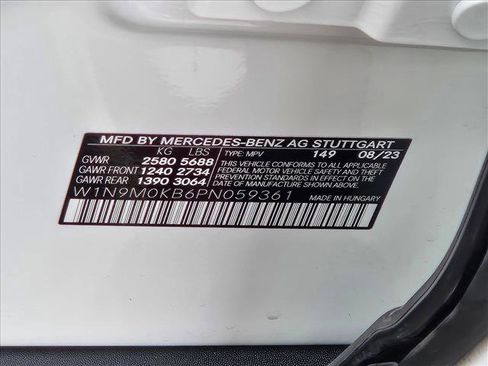 MFD BY MERCEDES-BENZ AG STUTTGART
KG LBS TYPE: MPV 149 08/23
GVWR 2580 5688 THIS VEHICLE CONFORMS TO ALL APPLICABLE
GAWR FRONT 1240 2734 FEDERAL MOTOR VEHICLE SAFETY AND THEFT
GAWR REAR 1390 3064 PREVENTION STANDARDS IN EFFECT ON THE DATE OF MANUFACTURE SHOWN ABOVE.
W1N9M0KB6PN059361 MADE IN HUNGARY